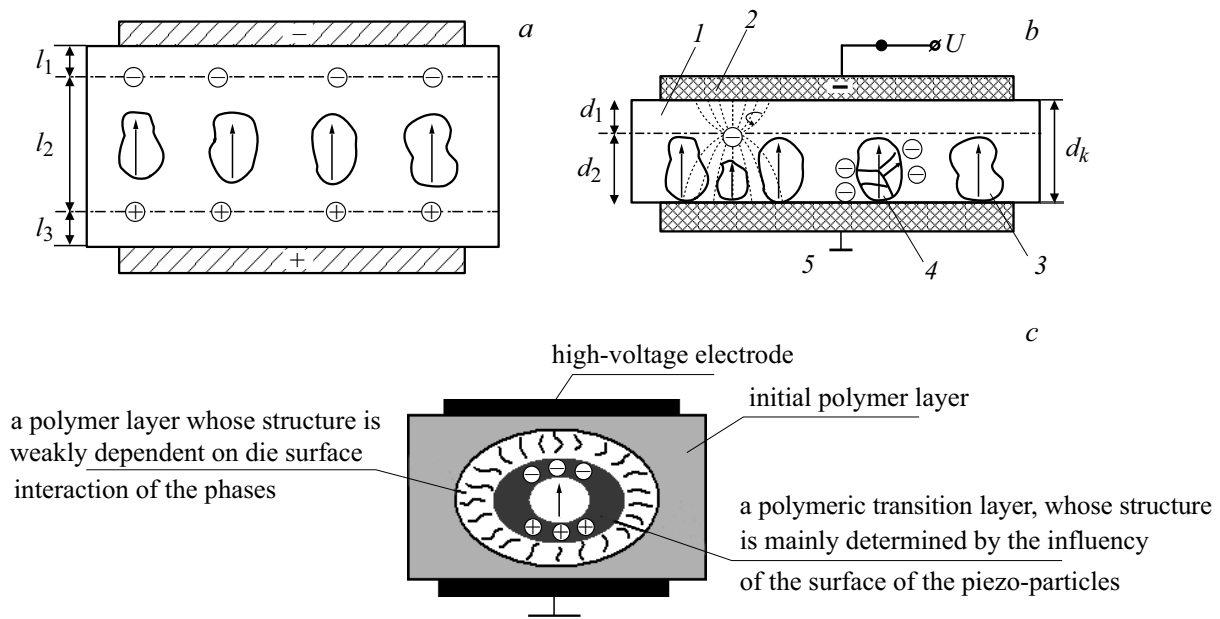 a
−
l1
− − − −
l2
+ + + +
l3
+
b
1
2
U
−
d1
−
d2
dk
− − − −
5
4
3
c
high-voltage electrode
initial polymer layer
a polymer layer whose structure is
weakly dependent on die surface
interaction of the phases
− − −
+ + +
a polymeric transition layer, whose structure
is mainly determined by the influency
of the surface of the piezo-particles